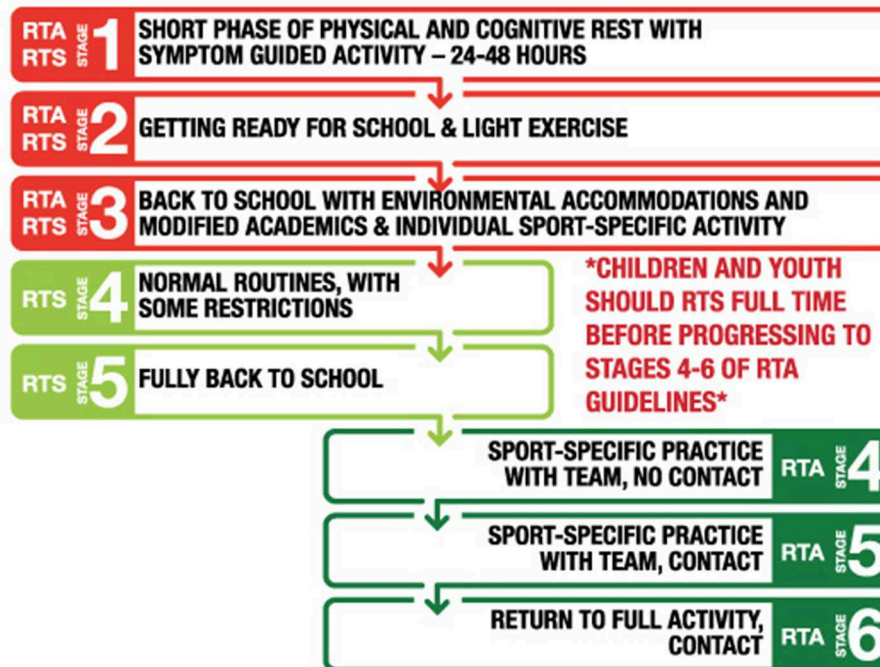 RTA
RTS
STAGE
1
SHORT PHASE OF PHYSICAL AND COGNITIVE REST WITH
SYMPTOM GUIDED ACTIVITY – 24-48 HOURS
RTA
RTS
STAGE
2
GETTING READY FOR SCHOOL & LIGHT EXERCISE
RTA
RTS
STAGE
3
BACK TO SCHOOL WITH ENVIRONMENTAL ACCOMMODATIONS AND
MODIFIED ACADEMICS & INDIVIDUAL SPORT-SPECIFIC ACTIVITY
RTS
STAGE
4
NORMAL ROUTINES, WITH
SOME RESTRICTIONS
RTS
STAGE
5
FULLY BACK TO SCHOOL
*CHILDREN AND YOUTH
SHOULD RTS FULL TIME
BEFORE PROGRESSING TO
STAGES 4-6 OF RTA
GUIDELINES*
SPORT-SPECIFIC PRACTICE
WITH TEAM, NO CONTACT
RTA
STAGE
4
SPORT-SPECIFIC PRACTICE
WITH TEAM, CONTACT
RTA
STAGE
5
RETURN TO FULL ACTIVITY,
CONTACT
RTA
STAGE
6